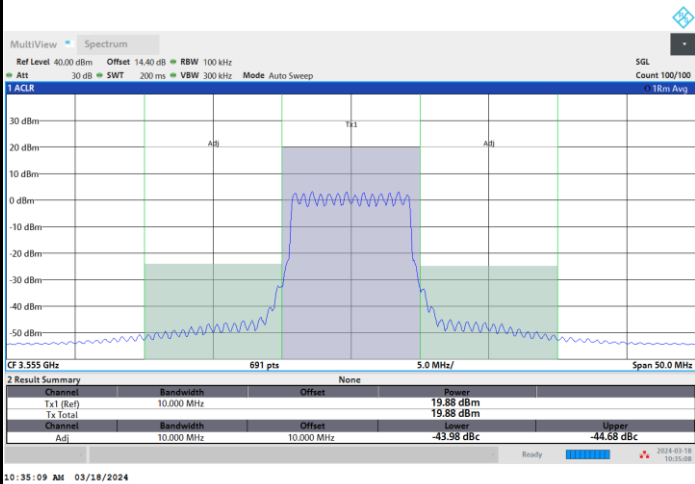 MultiView Spectrum
Ref Level 40.00 dBm Offset 14.40 dB RBW 100 kHz SGL
Att 30 dB SWT 200 ms VBW 300 kHz Mode Auto Sweep Count 100/100
1 ACLR 1Rm Avg
30 dBm
Tx1
20 dBm
Adj Adj
10 dBm
0 dBm
-10 dBm
-20 dBm
-30 dBm
-40 dBm
-50 dBm
CF 3.555 GHz 691 pts 5.0 MHz/ Span 50.0 MHz
2 Result Summary None
Channel Bandwidth Offset Power
Tx1 (Ref) 10.000 MHz 19.88 dBm
Tx Total 19.88 dBm
Channel Bandwidth Offset Lower Upper
Adj 10.000 MHz 10.000 MHz -43.98 dBc -44.68 dBc
Ready 2024-03-18
10:35:08
10:35:09 AM 03/18/2024